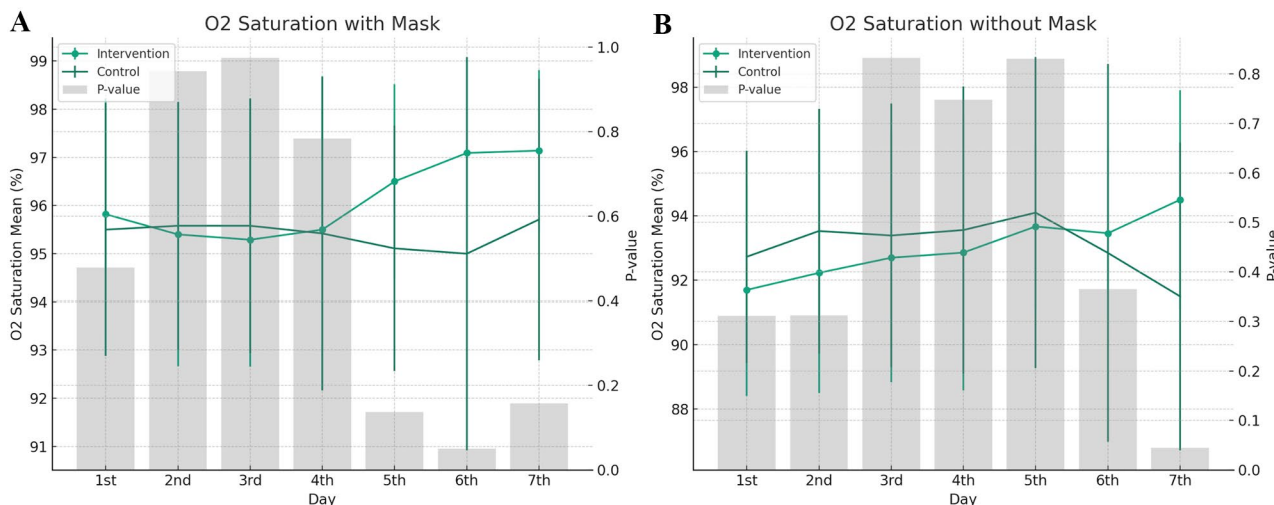 A
O2 Saturation with Mask
Intervention
Control
P-value
99
98
97
96
95
94
93
92
91
O2 Saturation Mean (%)
1.0
0.8
0.6
0.4
0.2
0.0
P-value
1st 2nd 3rd 4th 5th 6th 7th
Day
B
O2 Saturation without Mask
Intervention
Control
P-value
98
96
94
92
90
88
O2 Saturation Mean (%)
0.8
0.7
0.6
0.5
0.4
0.3
0.2
0.1
0.0
P-value
1st 2nd 3rd 4th 5th 6th 7th
Day